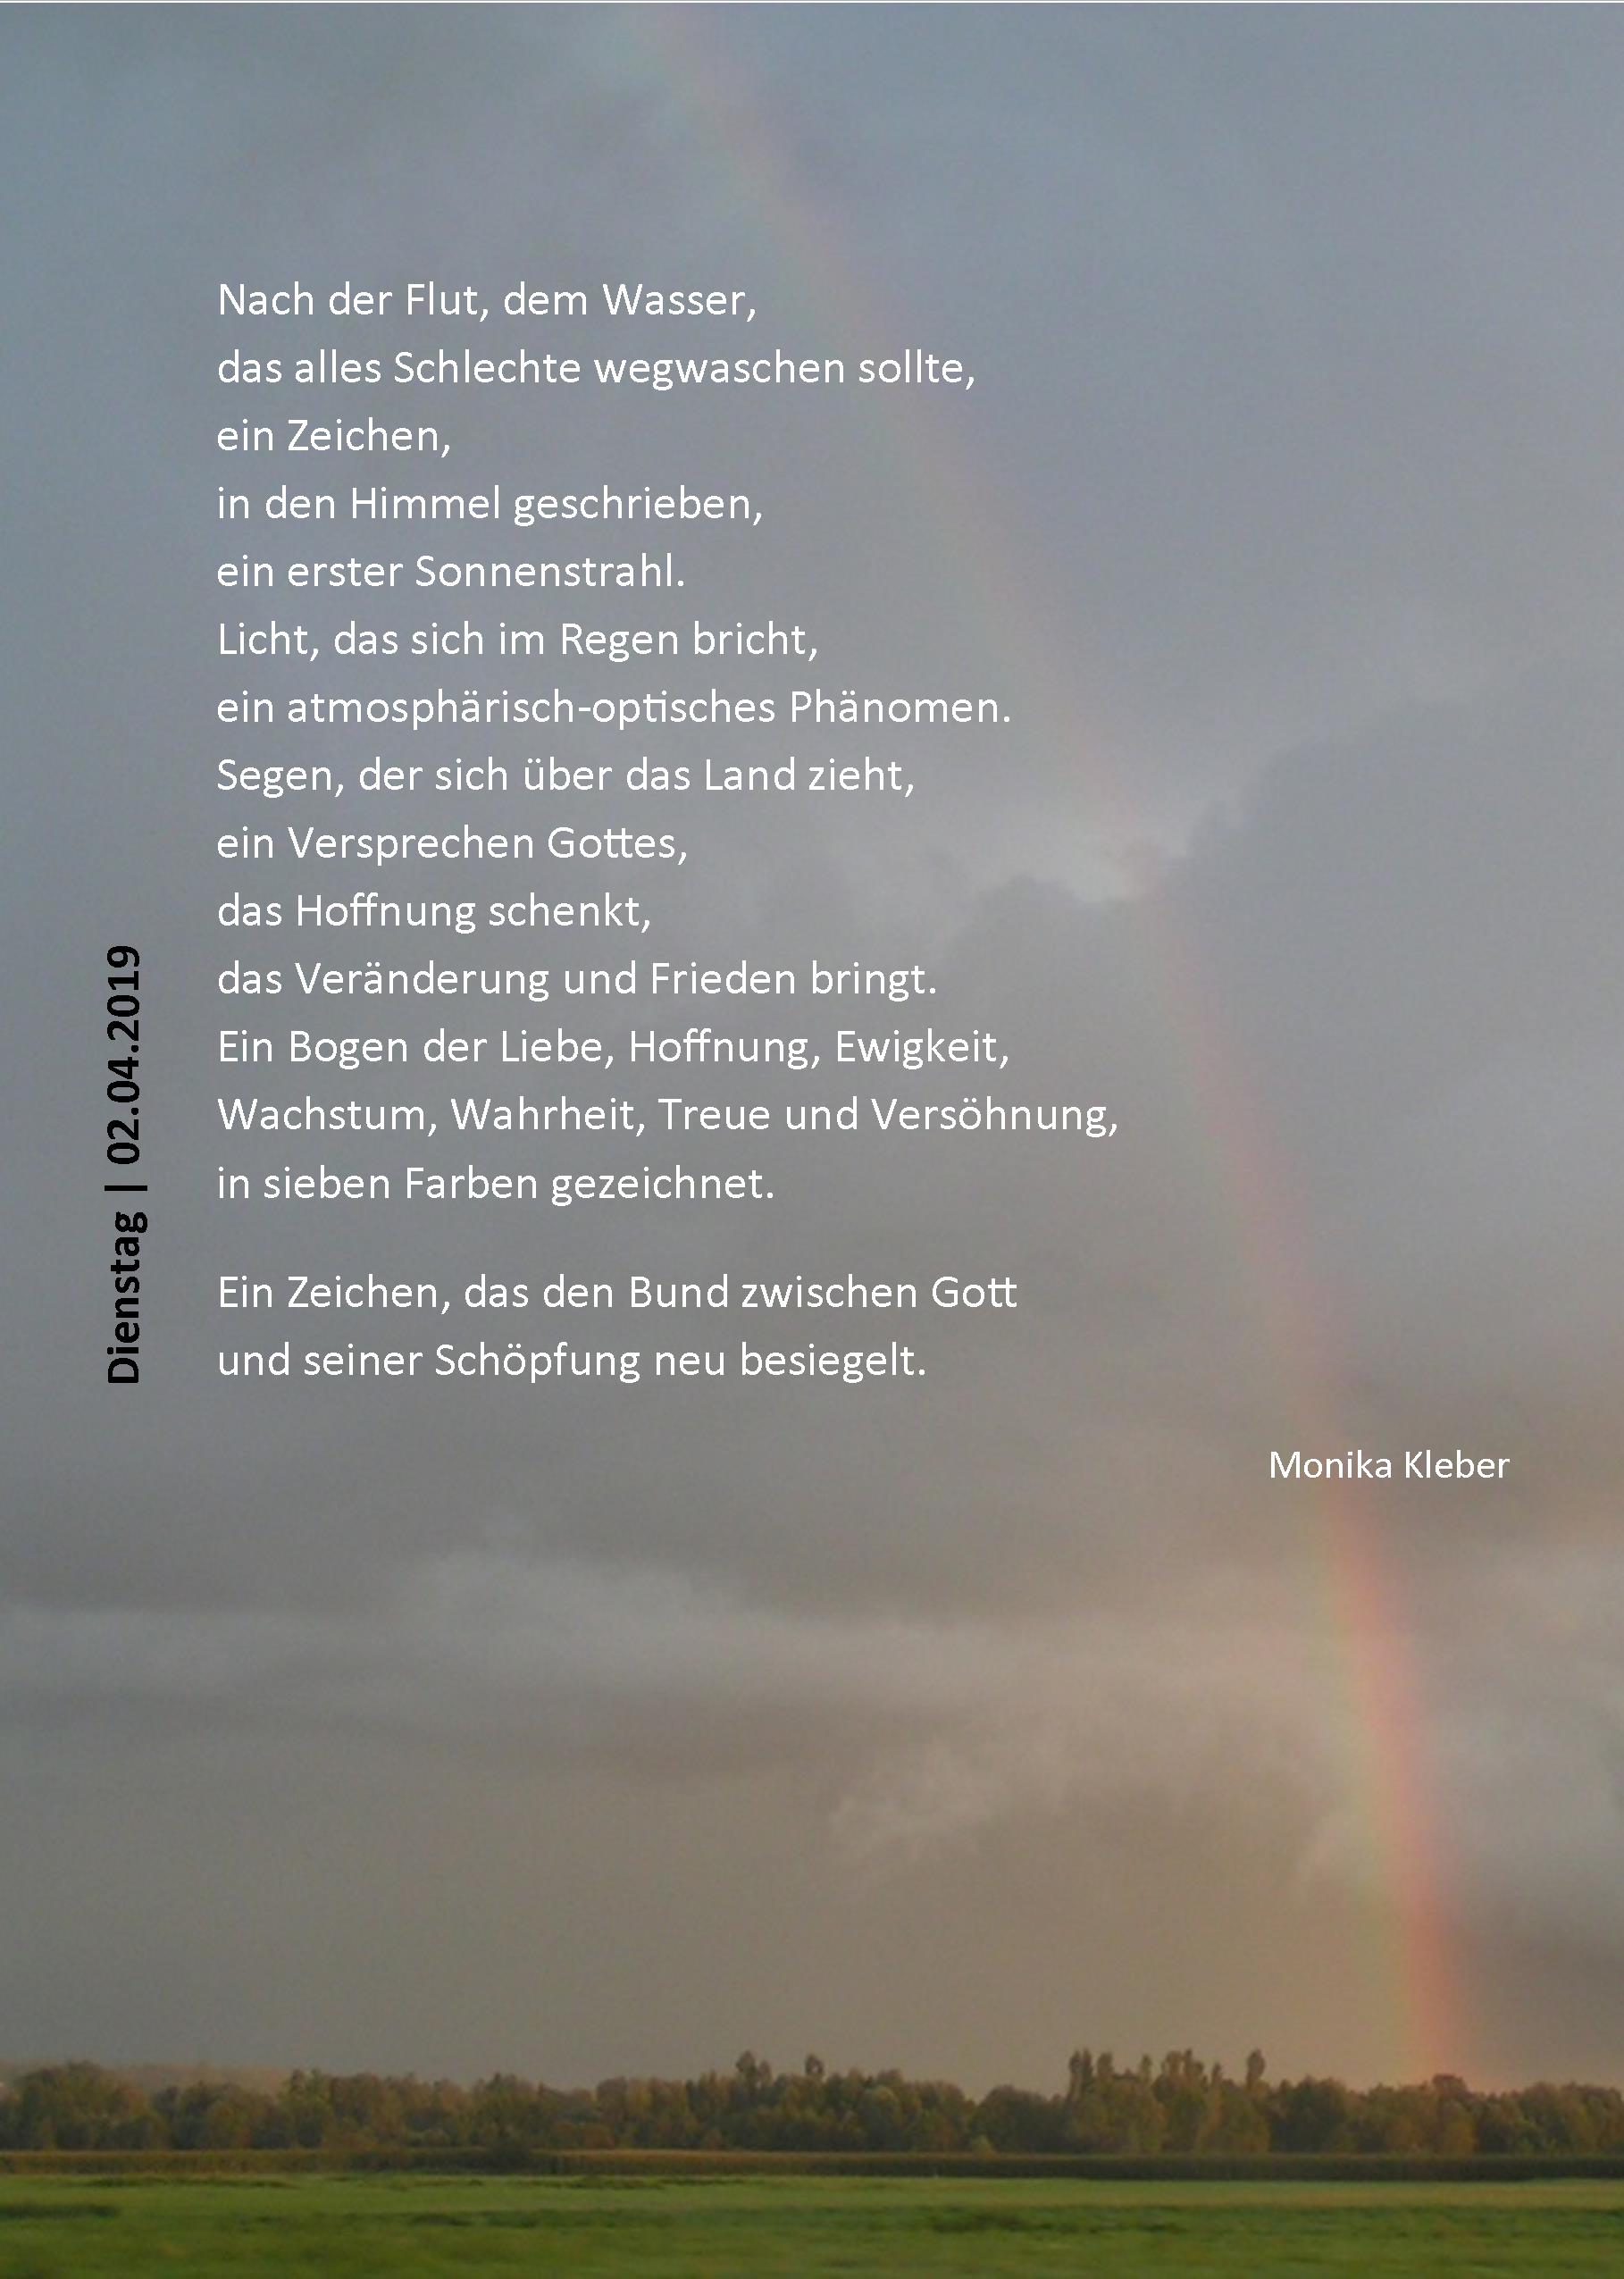 Nach der Flut, dem Wasser,
das alles Schlechte wegwaschen sollte,
ein Zeichen,
in den Himmel geschrieben,
ein erster Sonnenstrahl.
Licht, das sich im Regen bricht,
ein atmosphärisch-optisches Phänomen.
Segen, der sich über das Land zieht,
ein Versprechen Gottes,
das Hoffnung schenkt,
das Veränderung und Frieden bringt.
Ein Bogen der Liebe, Hoffnung, Ewigkeit,
Wachstum, Wahrheit, Treue und Versöhnung,
in sieben Farben gezeichnet.
Ein Zeichen, das den Bund zwischen Gott
und seiner Schöpfung neu besiegelt.
Monika Kleber
Dienstag | 02.04.2019